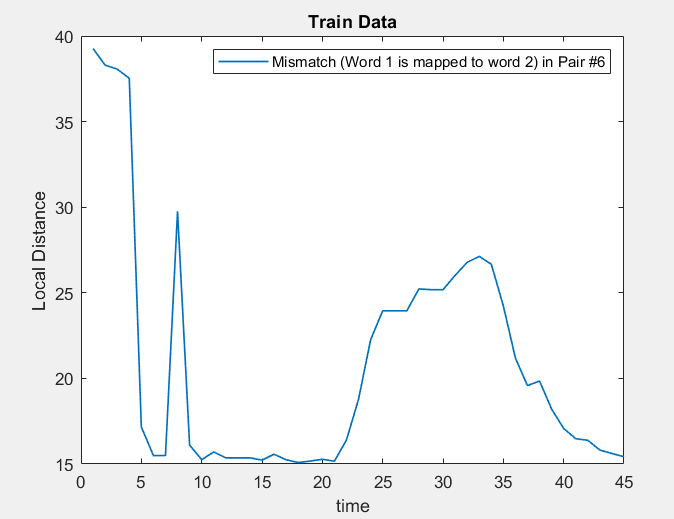 Train Data
Mismatch (Word 1 is mapped to word 2) in Pair #6
Local Distance
40
35
30
25
20
15
0 5 10 15 20 25 30 35 40 45
time